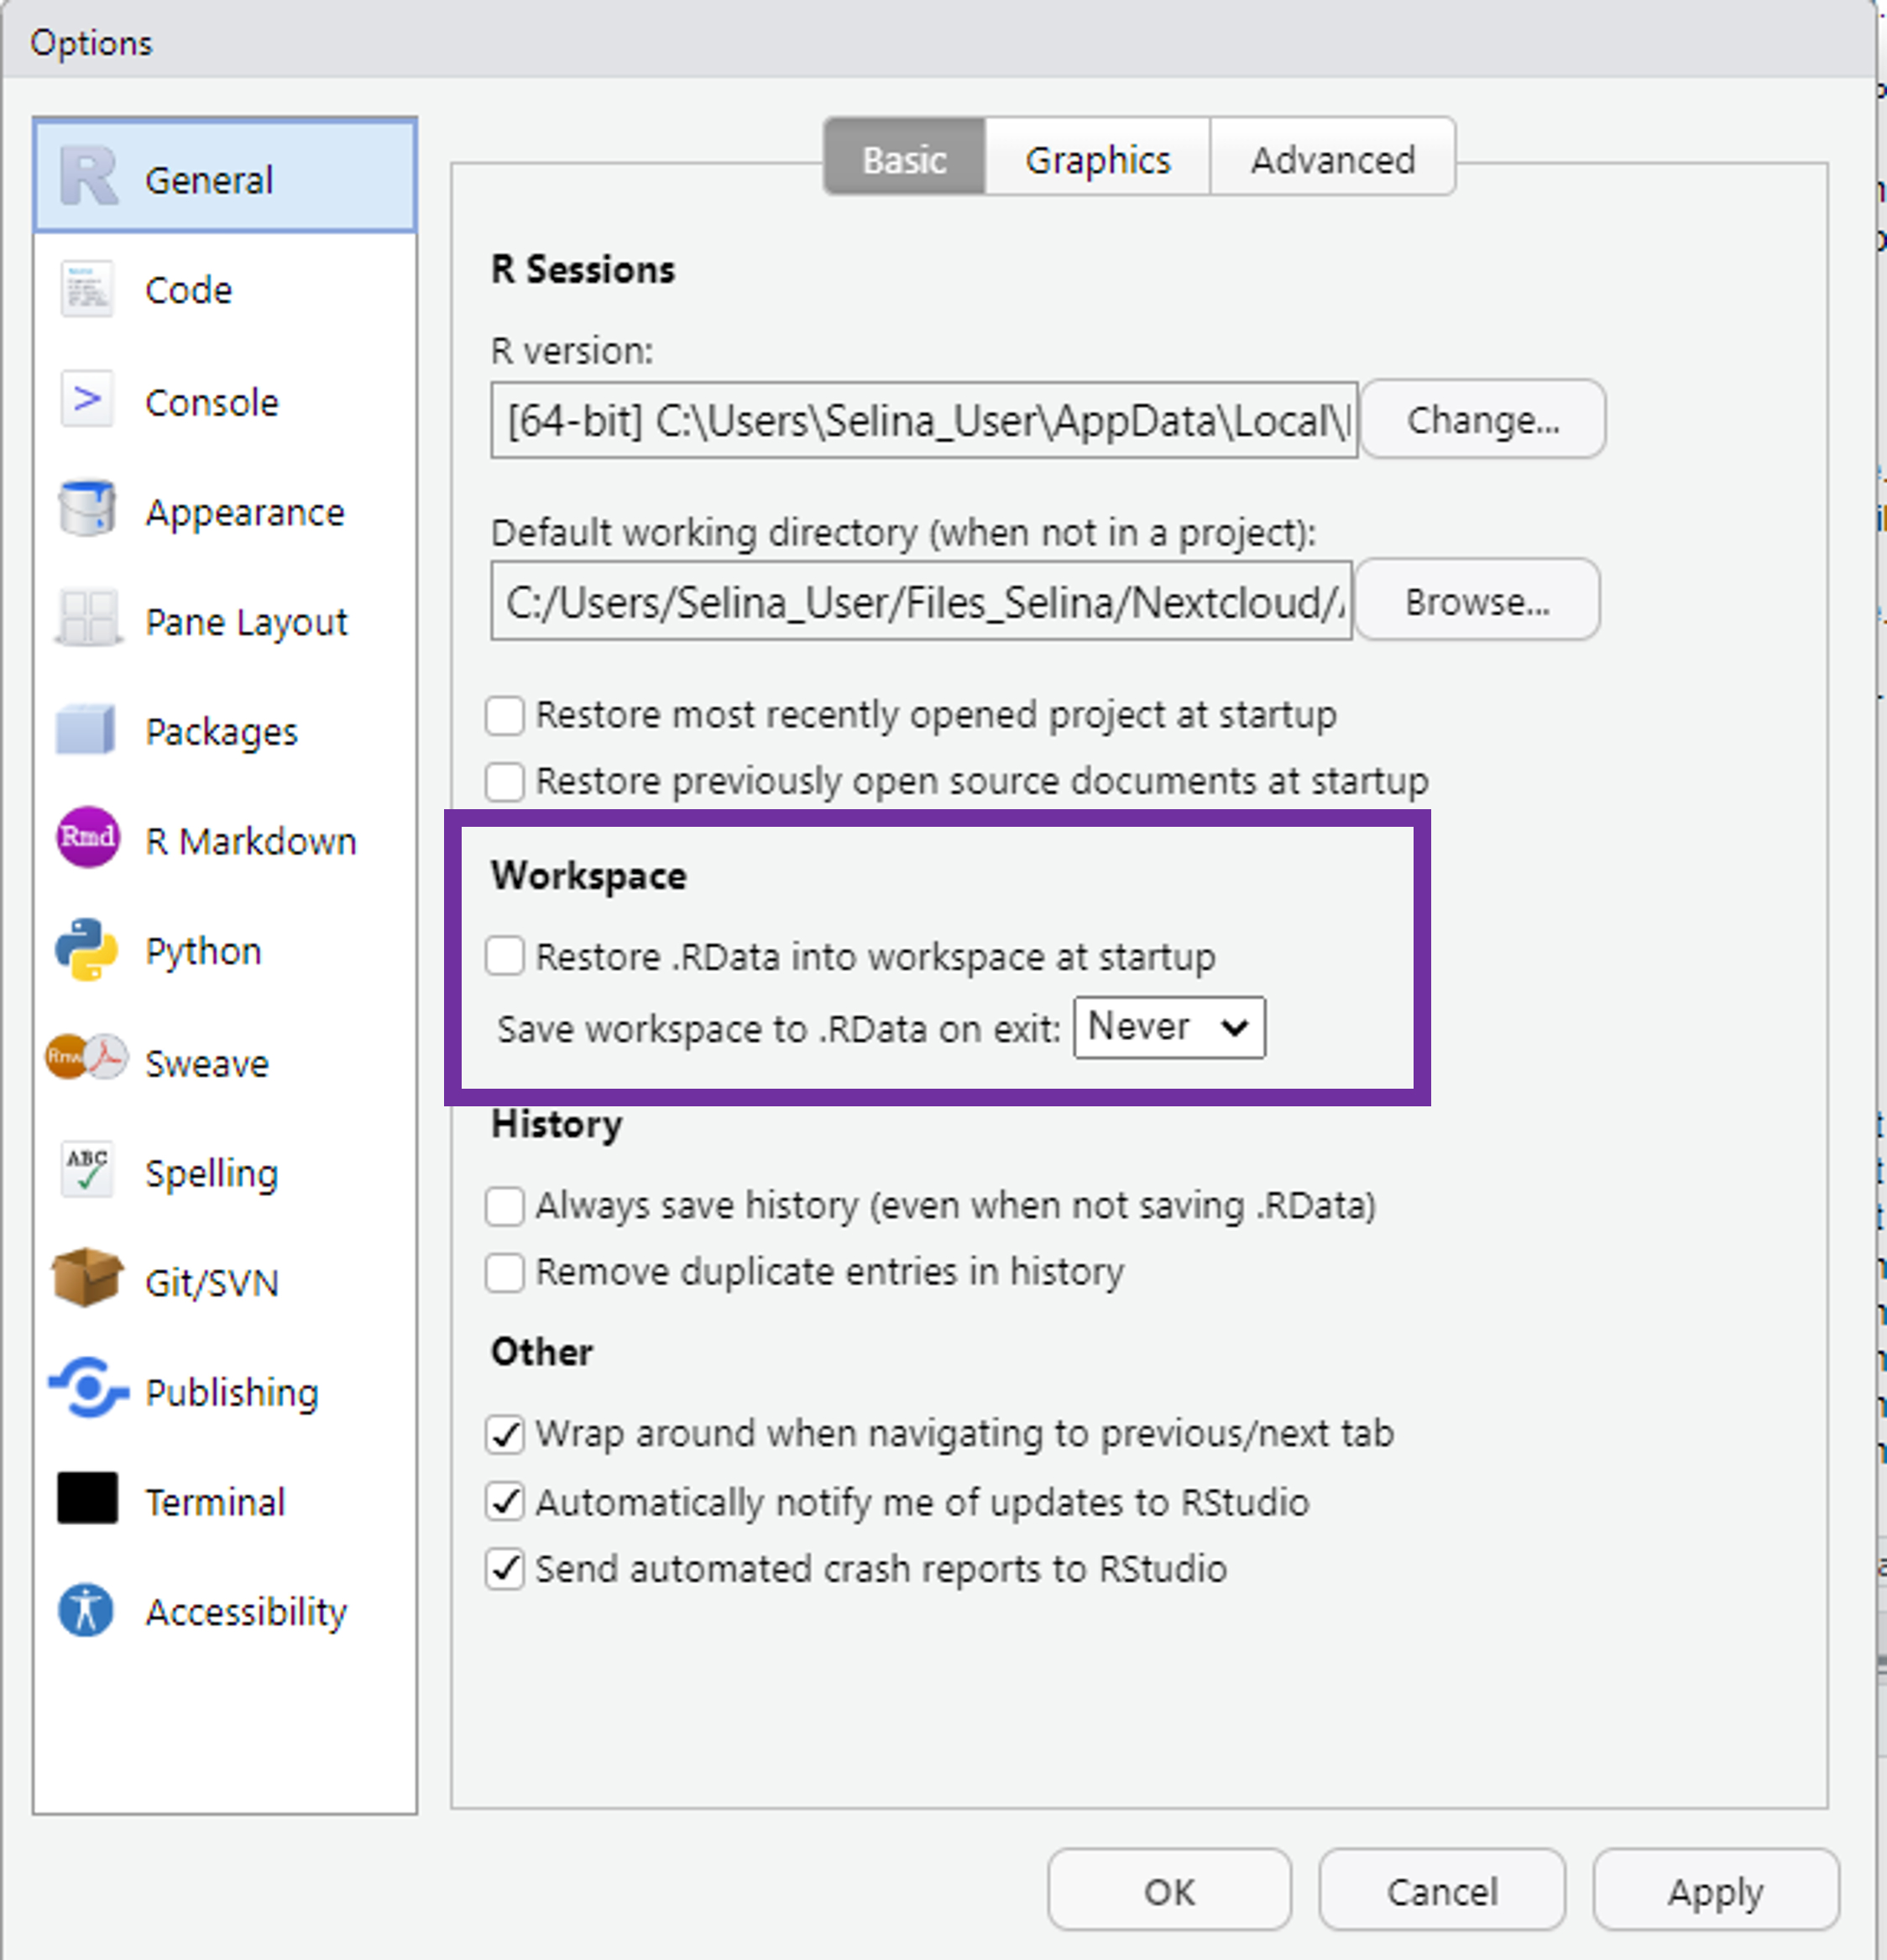 Options
General
Code
Console
Appearance
Pane Layout
Packages
Rmd
R Markdown
Python
Rnw
Sweave
ABC
Spelling
Git/SVN
Publishing
Terminal
Accessibility
Basic Graphics Advanced
R Sessions
R version:
[64-bit] C:\Users\Selina_User\AppData\Local\ Change...
Default working directory (when not in a project):
C:/Users/Selina_User/Files_Selina/Nextcloud/ Browse...
Restore most recently opened project at startup
Restore previously open source documents at startup
Workspace
Restore .RData into workspace at startup
Save workspace to .RData on exit: Never
History
Always save history (even when not saving .RData)
Remove duplicate entries in history
Other
Wrap around when navigating to previous/next tab
Automatically notify me of updates to RStudio
Send automated crash reports to RStudio
OK Cancel Apply